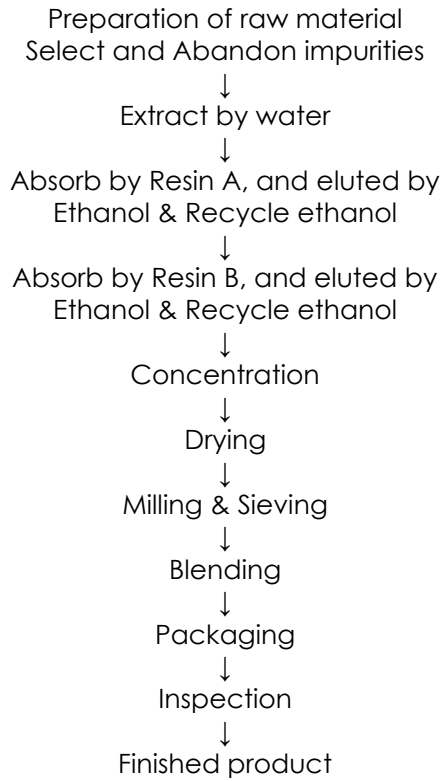 Preparation of raw material
Select and Abandon impurities
↓
Extract by water
↓
Absorb by Resin A, and eluted by
Ethanol & Recycle ethanol
↓
Absorb by Resin B, and eluted by
Ethanol & Recycle ethanol
↓
Concentration
↓
Drying
↓
Milling & Sieving
↓
Blending
↓
Packaging
↓
Inspection
↓
Finished product